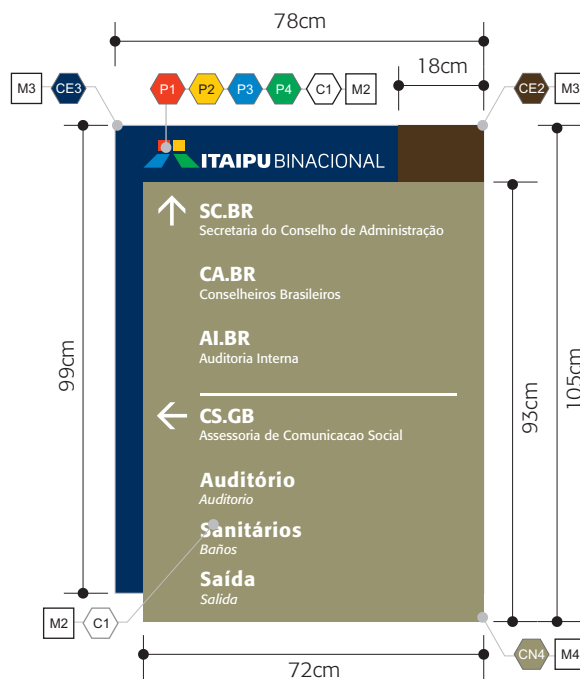 78cm
18cm
M3 CE3 P1 P2 P3 P4 C1 M2 CE2 M3
ITAIPU BINACIONAL
SC.BR
Secretaria do Conselho de Administração
CA.BR
Conselheiros Brasileiros
AI.BR
Auditoria Interna
99cm
93cm
105cm
CS.GB
Assessoria de Comunicacao Social
Auditório
Auditorio
Sanitários
Baños
Saída
Salida
M2 C1
CN4 M4
72cm